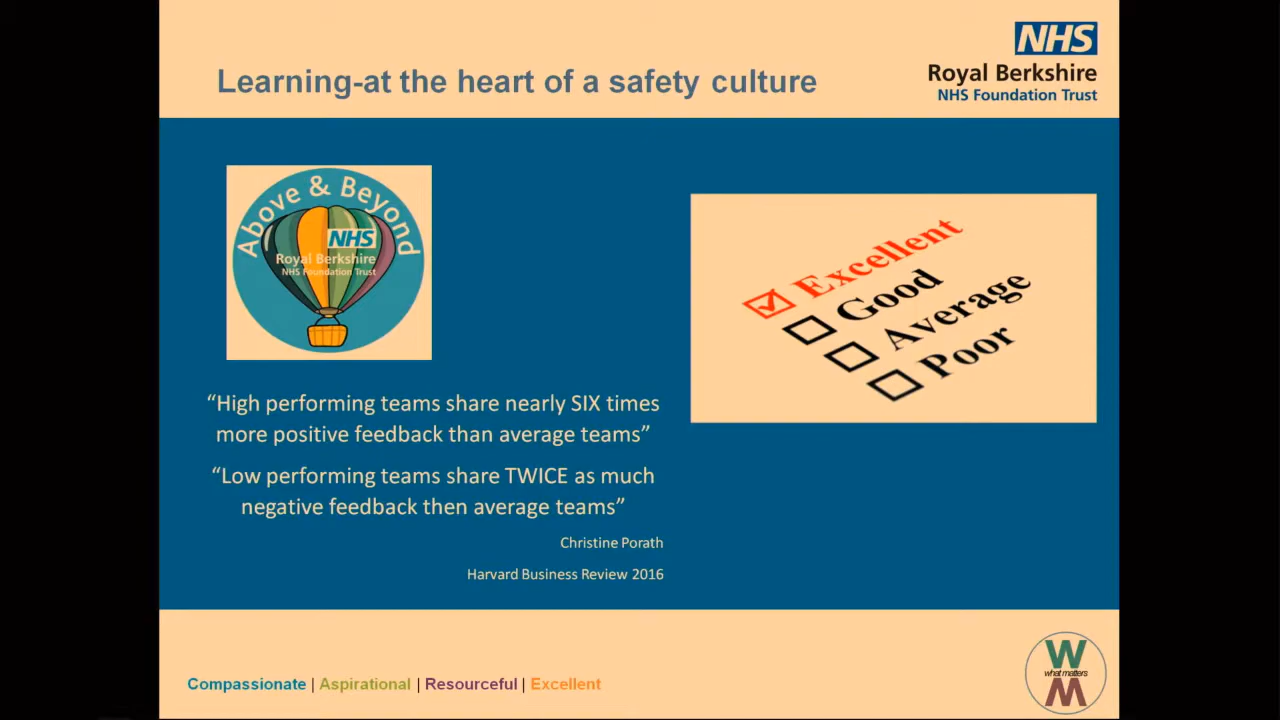 Learning-at the heart of a safety culture
NHS
Royal Berkshire
NHS Foundation Trust
Above & Beyond
NHS
Royal Berkshire
NHS Foundation Trust
Excellent
Good
Average
Poor
“High performing teams share nearly SIX times
more positive feedback than average teams”
“Low performing teams share TWICE as much
negative feedback then average teams”
Christine Porath
Harvard Business Review 2016
Compassionate | Aspirational | Resourceful | Excellent
W
what matters
M